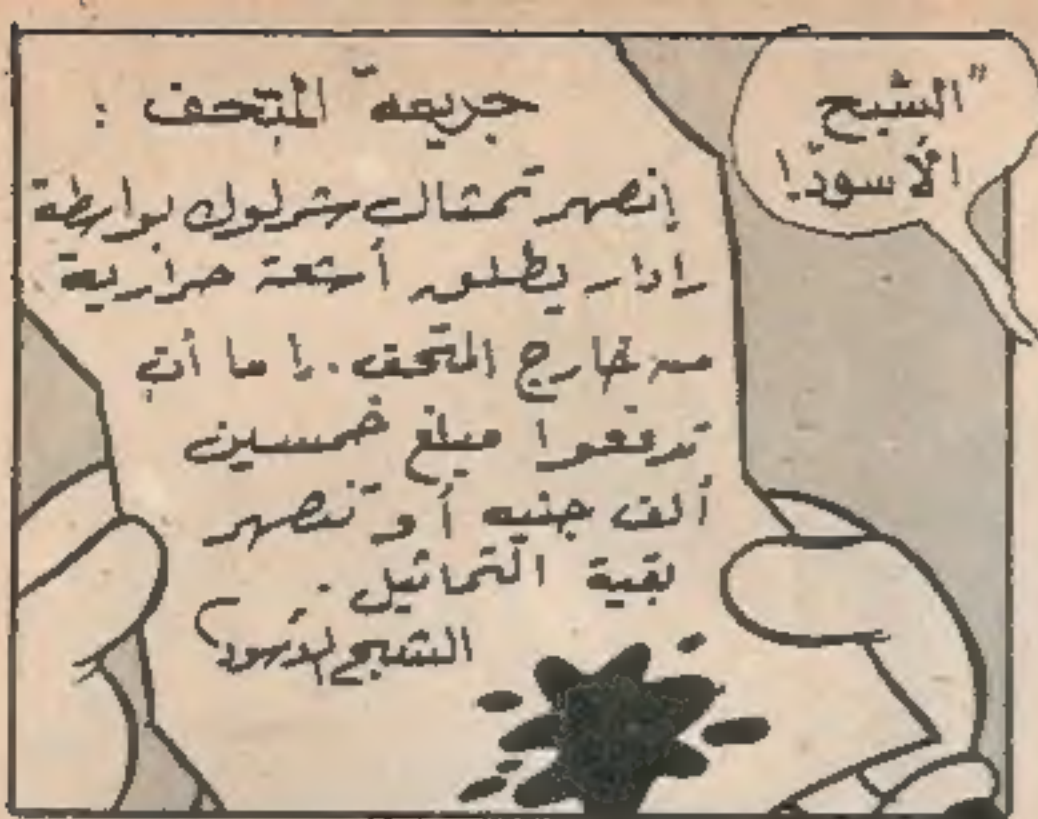 "الشبح
الأسود"!
جريمة المتحف :
إنصهر تمثال شرلوك بواسطة
رادار يطلق أشعة حرارية
من خارج المتحف. إما أن
تدفعوا مبلغ خمسين
ألف جنيه أو تنصهر
بقية التماثيل.
الشبح الأسود